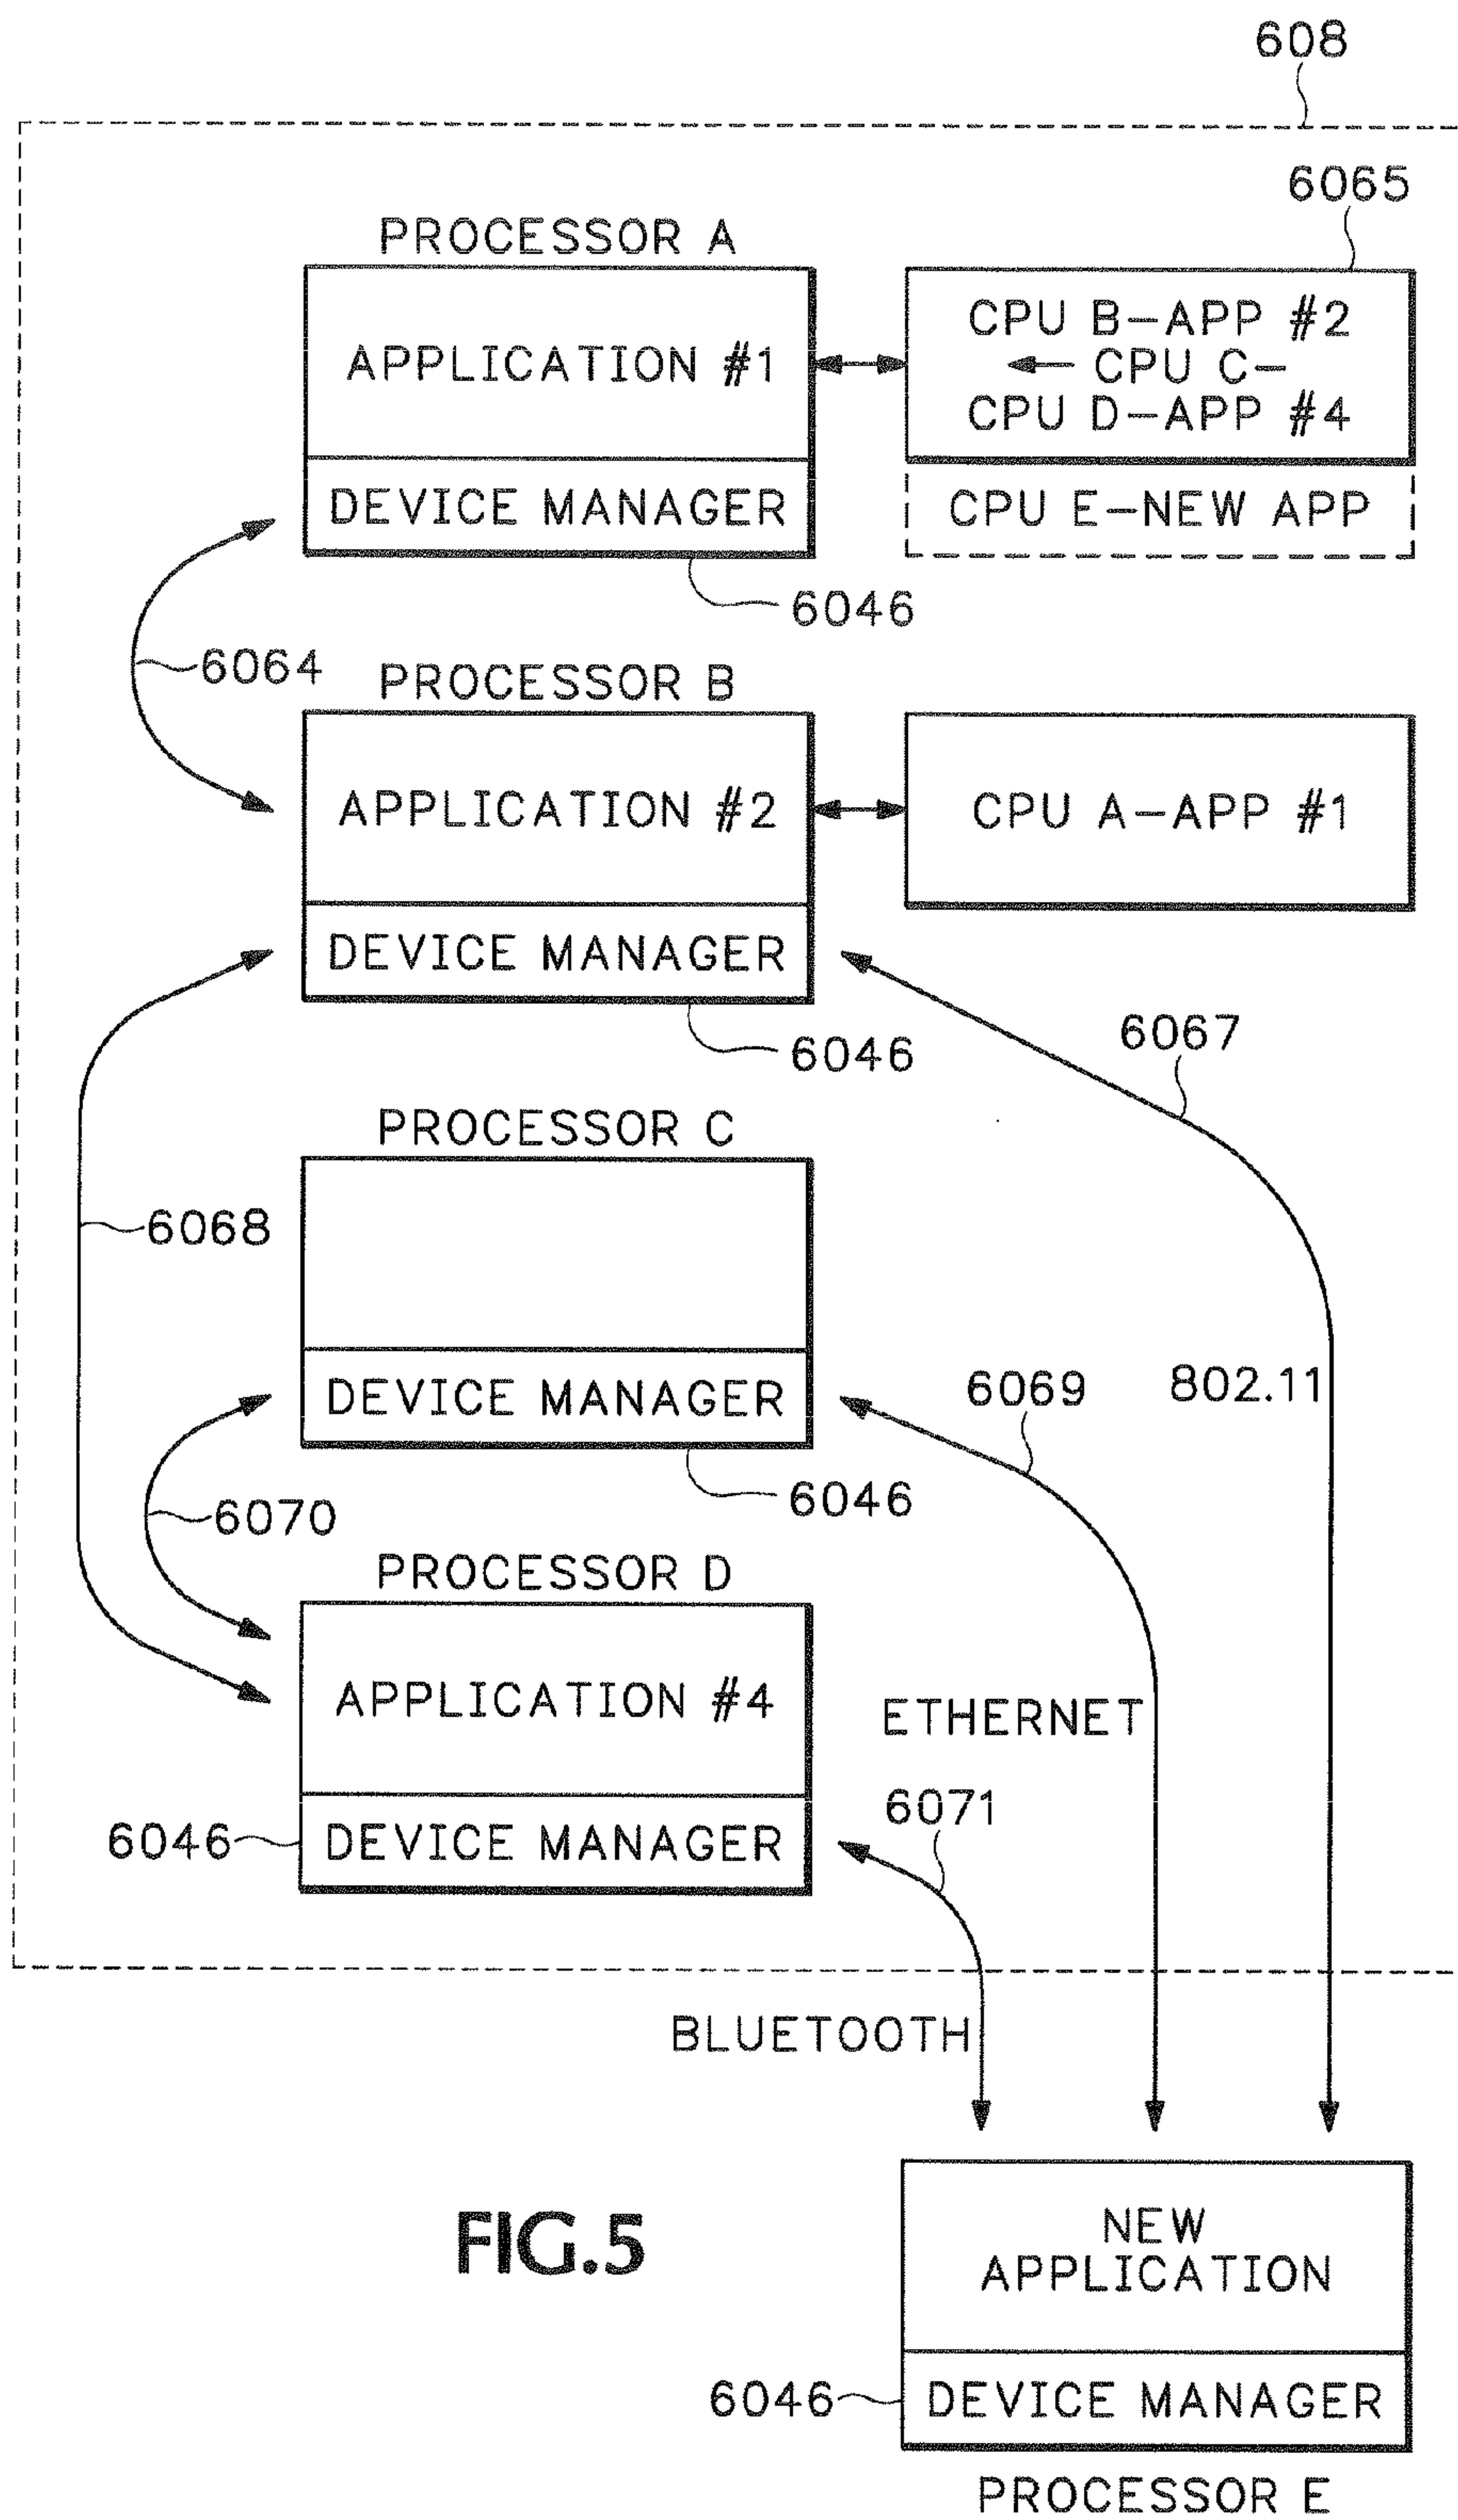 608
6065
PROCESSOR A
APPLICATION #1
CPU B-APP #2
← CPU C-
CPU D-APP #4
DEVICE MANAGER
CPU E-NEW APP
6046
6064
PROCESSOR B
APPLICATION #2
CPU A-APP #1
DEVICE MANAGER
6046
6067
PROCESSOR C
6068
DEVICE MANAGER
6069
802.11
6046
6070
PROCESSOR D
APPLICATION #4
ETHERNET
6071
6046
DEVICE MANAGER
BLUETOOTH
FIG.5
NEW
APPLICATION
6046
DEVICE MANAGER
PROCESSOR E